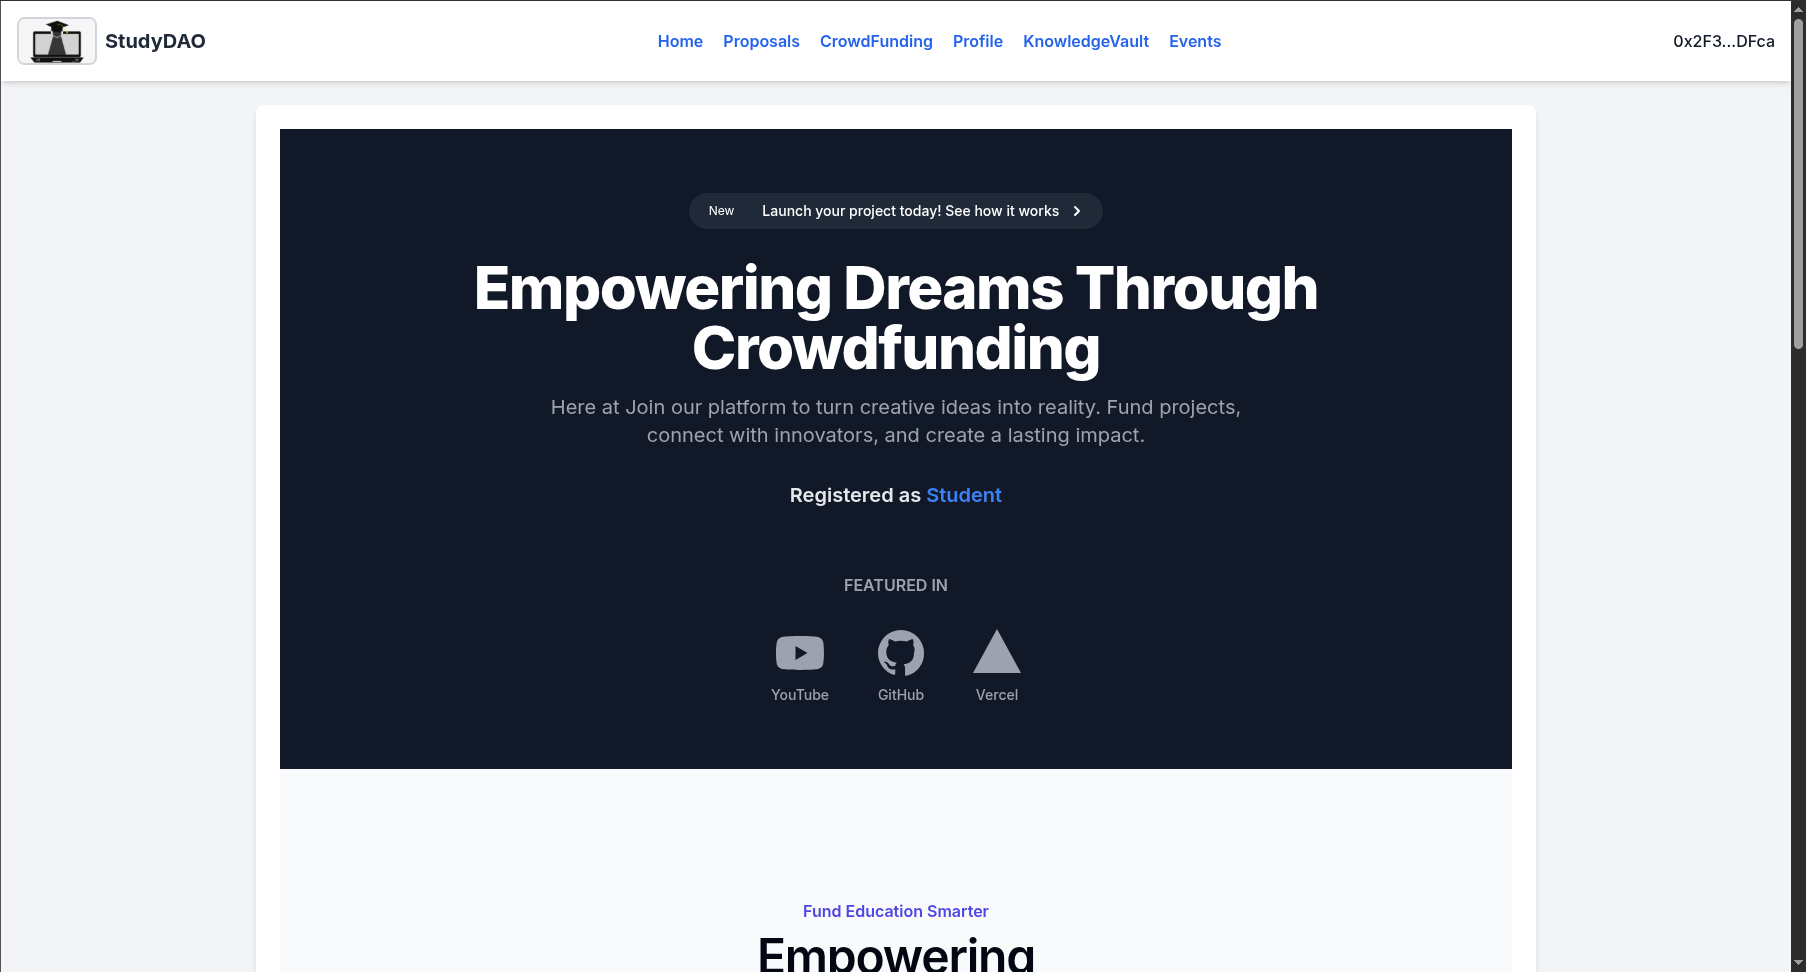 StudyDAO
Home Proposals CrowdFunding Profile KnowledgeVault Events
0x2F3...DFca
New Launch your project today! See how it works
Empowering Dreams Through
Crowdfunding
Here at Join our platform to turn creative ideas into reality. Fund projects,
connect with innovators, and create a lasting impact.
Registered as Student
FEATURED IN
YouTube GitHub Vercel
Fund Education Smarter
Empowering